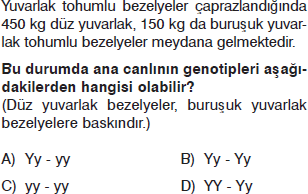 Yuvarlak tohumlu bezelyeler çaprazlandığında
450 kg düz yuvarlak, 150 kg da buruşuk yuvar-
lak tohumlu bezelyeler meydana gelmektedir.
Bu durumda ana canlının genotipleri aşağı-
dakilerden hangisi olabilir?
(Düz yuvarlak bezelyeler, buruşuk yuvarlak
bezelyelere baskındır.)
A) Yy - yy
B) Yy - Yy
C) yy - yy
D) YY - Yy